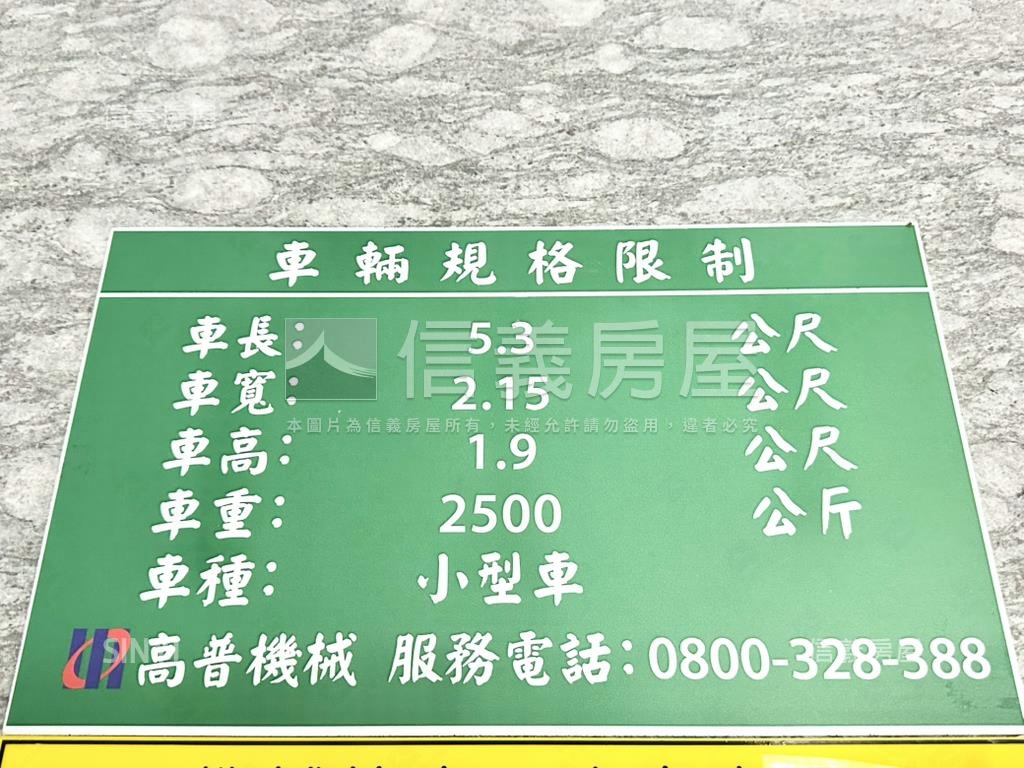 車輛規格限制
車長: 5.3 公尺
車寬: 2.15 公尺
車高: 1.9 公尺
車重: 2500 公斤
車種: 小型車
高普機械 服務電話:0800-328-388
信義房屋
本圖片為信義房屋所有,未經允許請勿盜用,違者必究